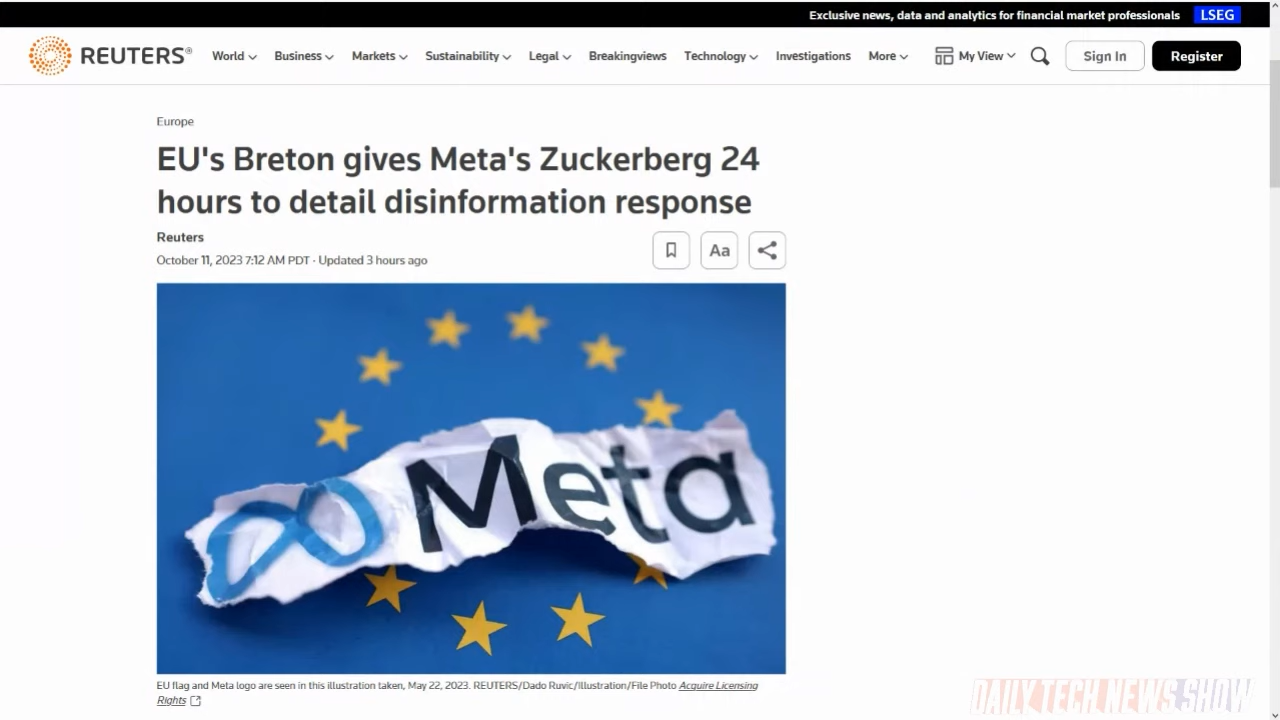 Exclusive news, data and analytics for financial market professionals LSEG
REUTERS® World Business Markets Sustainability Legal Breakingviews Technology Investigations More My View Sign In Register
Europe
EU's Breton gives Meta's Zuckerberg 24
hours to detail disinformation response
Reuters
October 11, 2023 7:12 AM PDT · Updated 3 hours ago
Aa
Meta
EU flag and Meta logo are seen in this illustration taken, May 22, 2023. REUTERS/Dado Ruvic/Illustration/File Photo Acquire Licensing
Rights
DAILY TECH NEWS SHOW